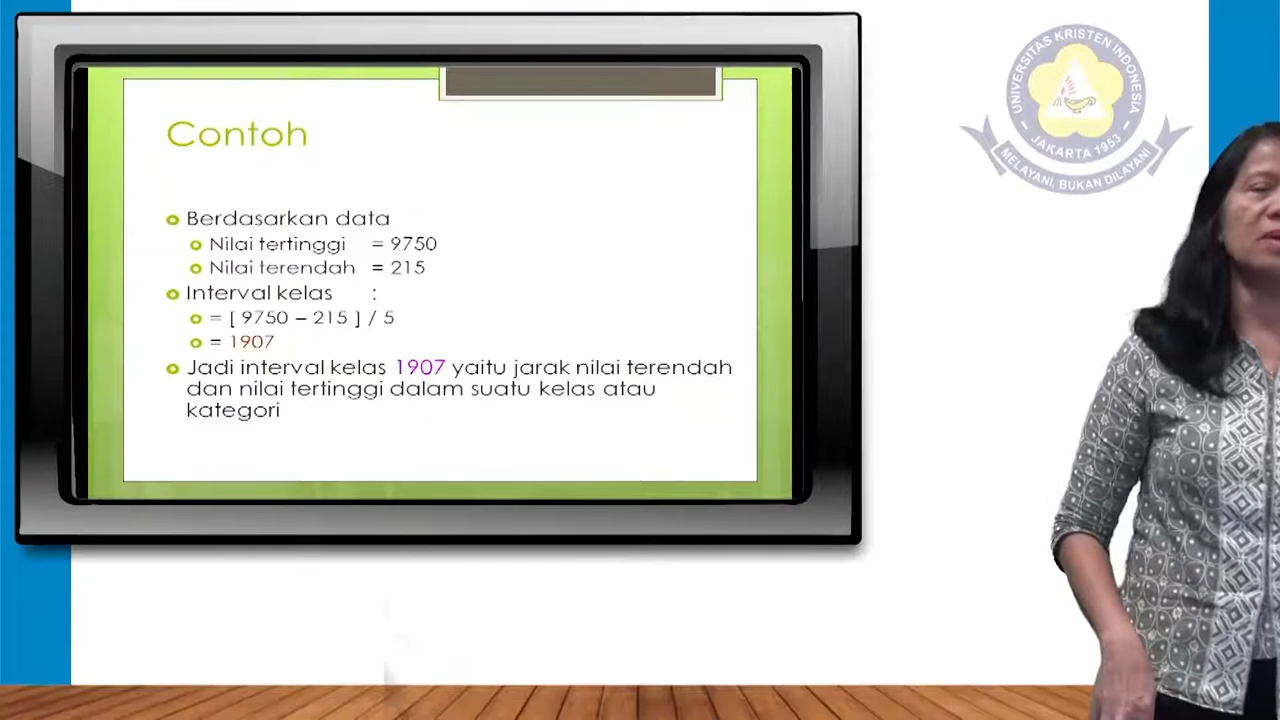 Contoh
Berdasarkan data
Nilai tertinggi = 9750
Nilai terendah = 215
Interval kelas :
= [ 9750 – 215 ] / 5
= 1907
Jadi interval kelas 1907 yaitu jarak nilai terendah
dan nilai tertinggi dalam suatu kelas atau
kategori
UNIVERSITAS KRISTEN INDONESIA
– JAKARTA 1953 –
MELAYANI, BUKAN DILAYANI